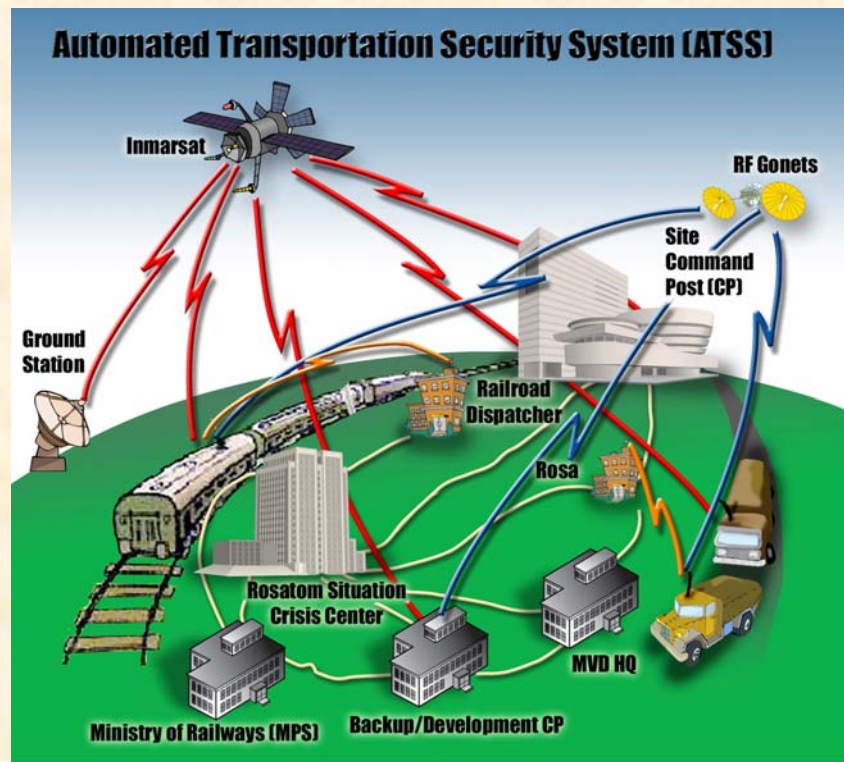 Automated Transportation Security System (ATSS)
Inmarsat
RF Gonets
Site
Command
Post (CP)
Ground
Station
Railroad
Dispatcher
Rosa
Rosatom Situation
Crisis Center
MVD HQ
Ministry of Railways (MPS)
Backup/Development CP